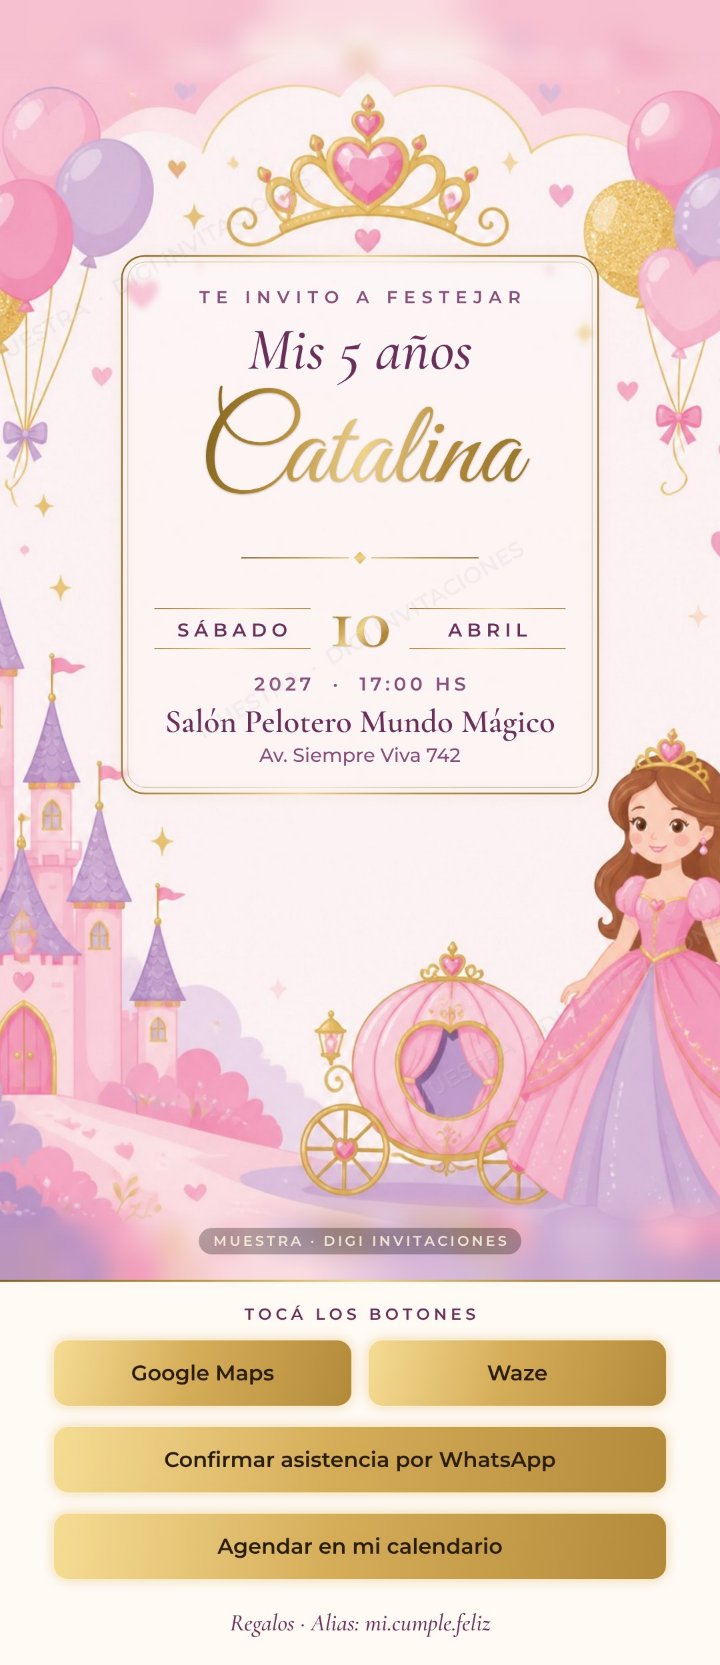 TE INVITO A FESTEJAR
Mis 5 años
Catalina
SÁBADO 10 ABRIL
2027 · 17:00 HS
Salón Pelotero Mundo Mágico
Av. Siempre Viva 742
MUESTRA · DIGI INVITACIONES
TOCÁ LOS BOTONES
Google Maps Waze
Confirmar asistencia por WhatsApp
Agendar en mi calendario
Regalos · Alias: mi.cumple.feliz